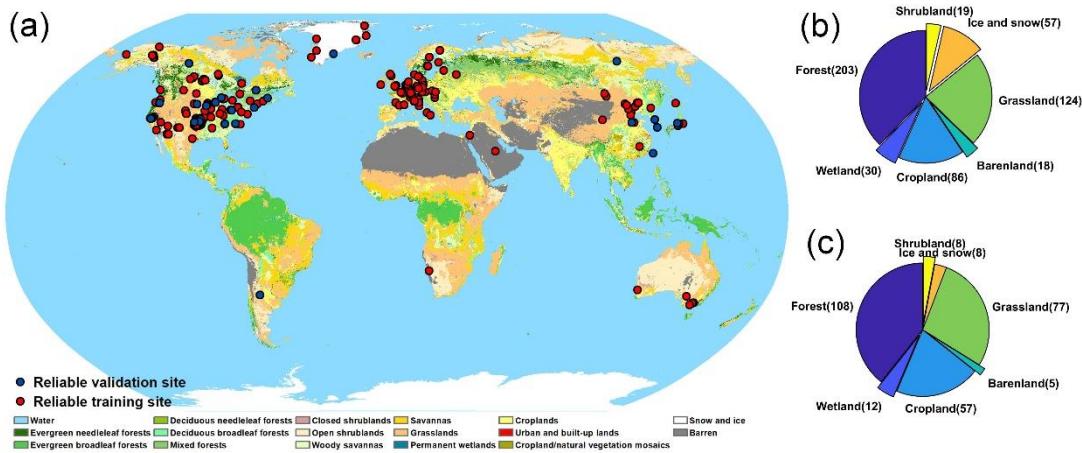 (a)
Reliable validation site
Reliable training site
Water
Evergreen needleleaf forests
Evergreen broadleaf forests
Deciduous needleleaf forests
Deciduous broadleaf forests
Mixed forests
Closed shrublands
Open shrublands
Woody savannas
Savannas
Grasslands
Permanent wetlands
Croplands
Urban and built-up lands
Cropland/natural vegetation mosaics
Snow and ice
Barren
(b)
Shrubland(19)
Ice and snow(57)
Forest(203)
Grassland(124)
Wetland(30)
Cropland(86)
Barenland(18)
(c)
Shrubland(8)
Ice and snow(8)
Forest(108)
Grassland(77)
Barenland(5)
Wetland(12)
Cropland(57)